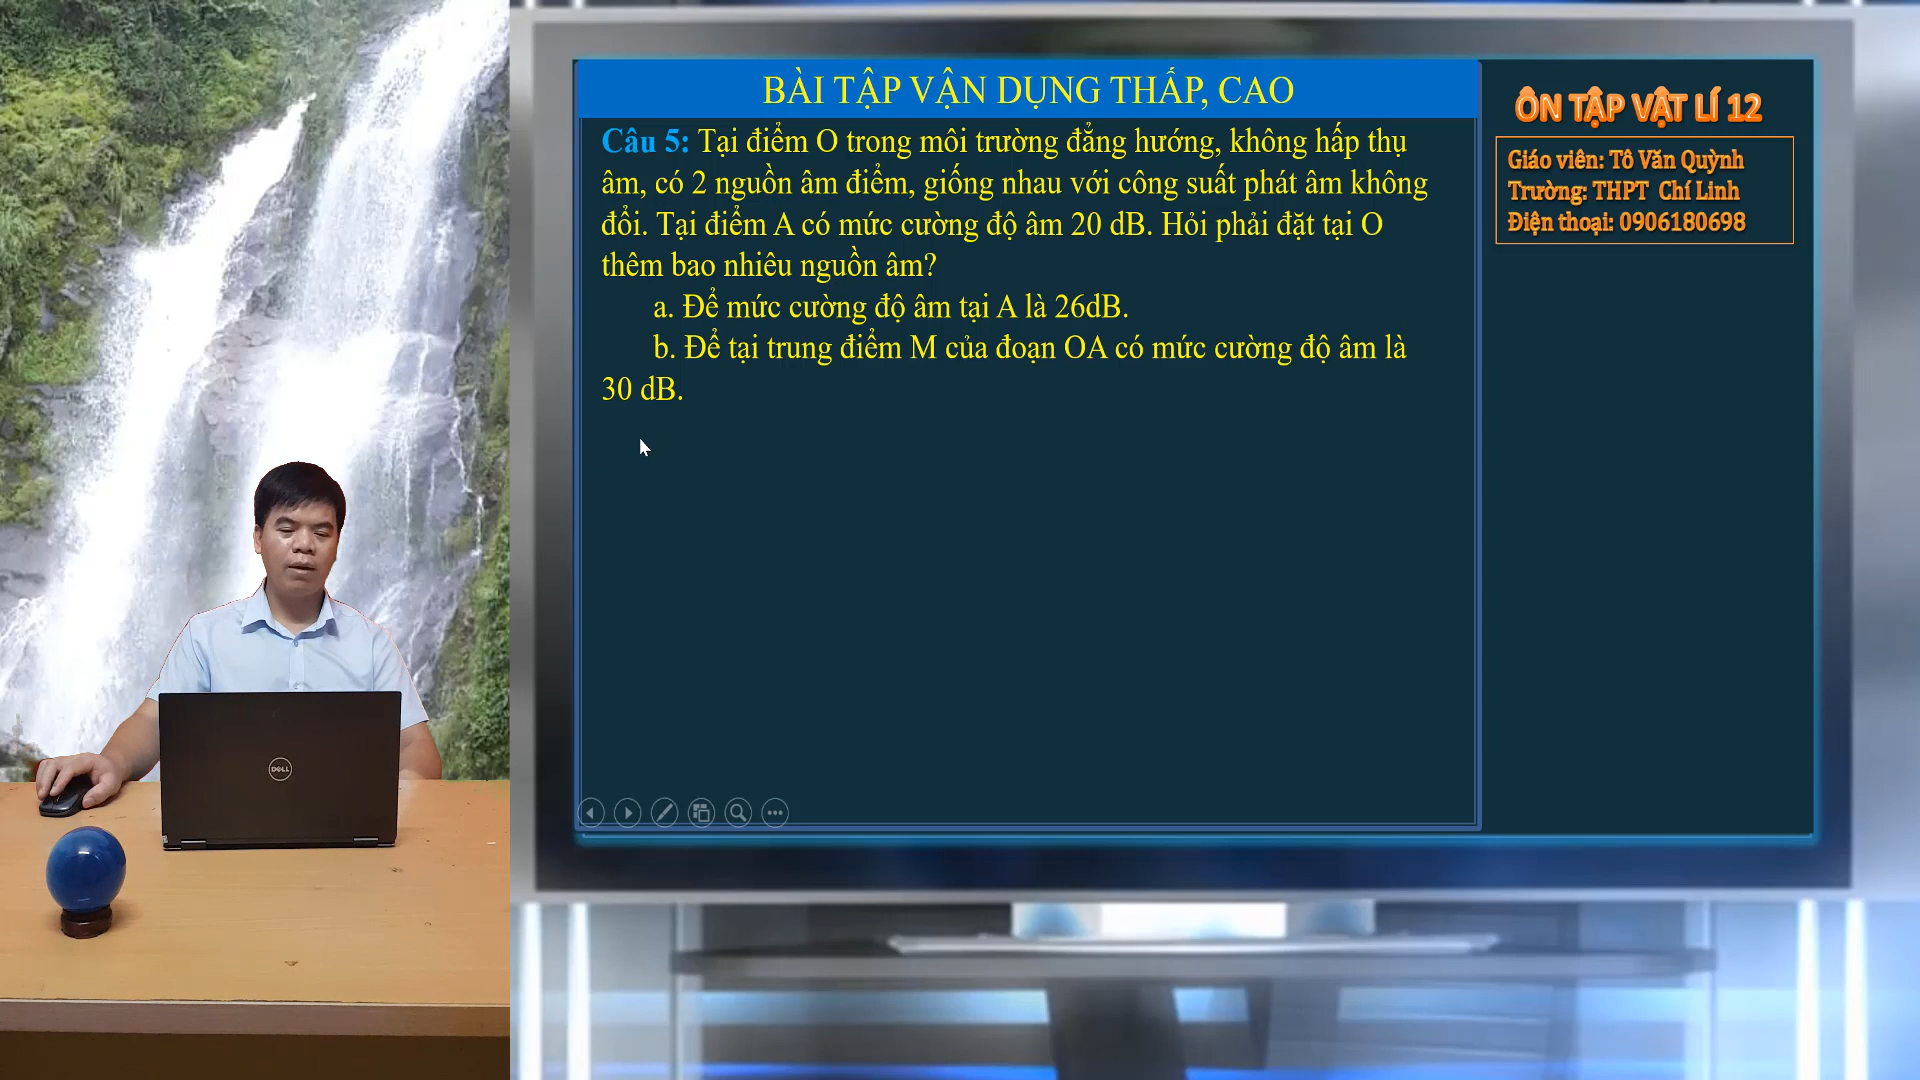 BÀI TẬP VẬN DỤNG THẤP, CAO
Câu 5: Tại điểm O trong môi trường đẳng hướng, không hấp thụ
âm, có 2 nguồn âm điểm, giống nhau với công suất phát âm không
đổi. Tại điểm A có mức cường độ âm 20 dB. Hỏi phải đặt tại O
thêm bao nhiêu nguồn âm?
a. Để mức cường độ âm tại A là 26dB.
b. Để tại trung điểm M của đoạn OA có mức cường độ âm là
30 dB.
ÔN TẬP VẬT LÍ 12
Giáo viên: Tô Văn Quỳnh
Trường: THPT Chí Linh
Điện thoại: 0906180698
DELL